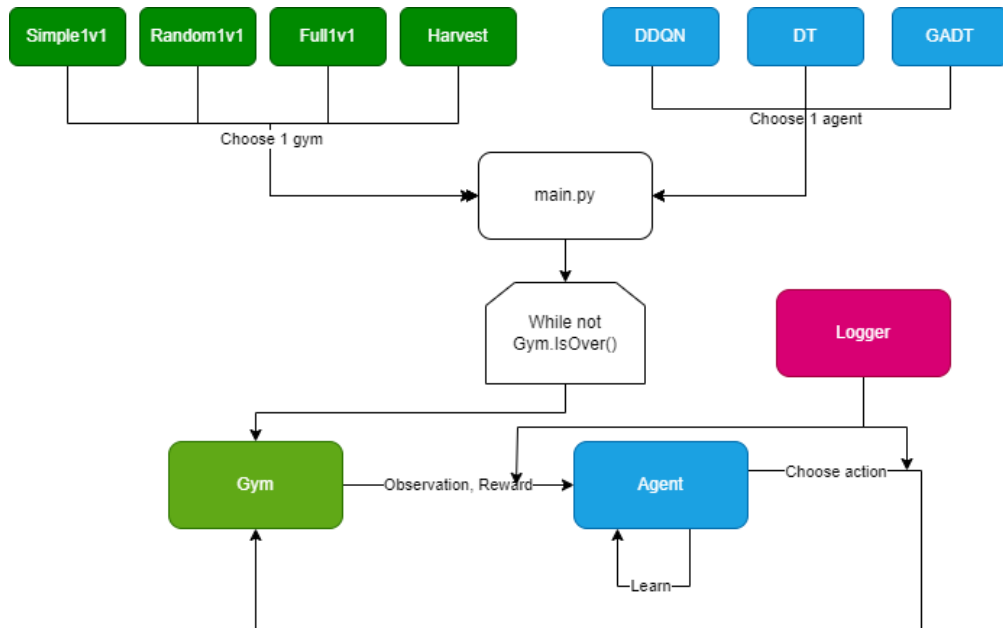 Simple1v1
Random1v1
Full1v1
Harvest
DDQN
DT
GADT
Choose 1 gym
Choose 1 agent
main.py
While not
Gym.IsOver()
Logger
Gym
Observation, Reward
Agent
Choose action
Learn